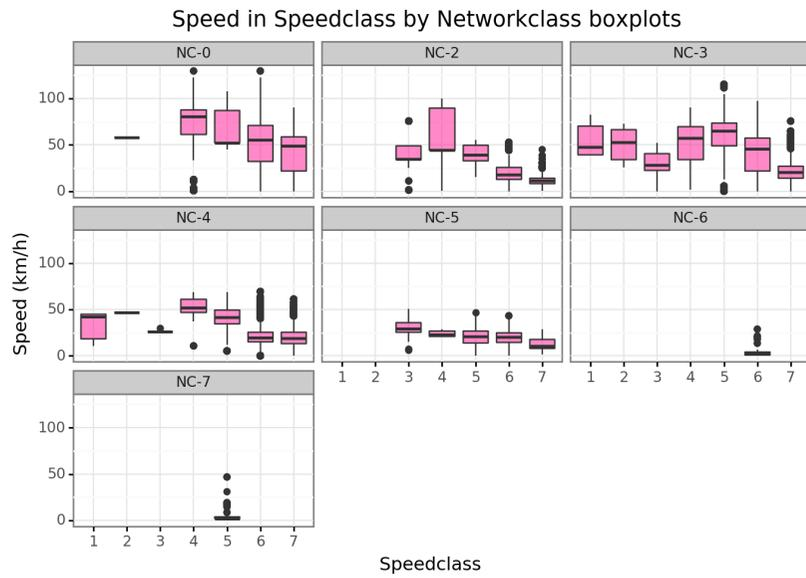 Speed in Speedclass by Networkclass boxplots
NC-0 NC-2 NC-3
100
50
0
NC-4 NC-5 NC-6
100
50
0
1 2 3 4 5 6 7 1 2 3 4 5 6 7
NC-7
100
50
0
1 2 3 4 5 6 7
Speed (km/h)
Speedclass